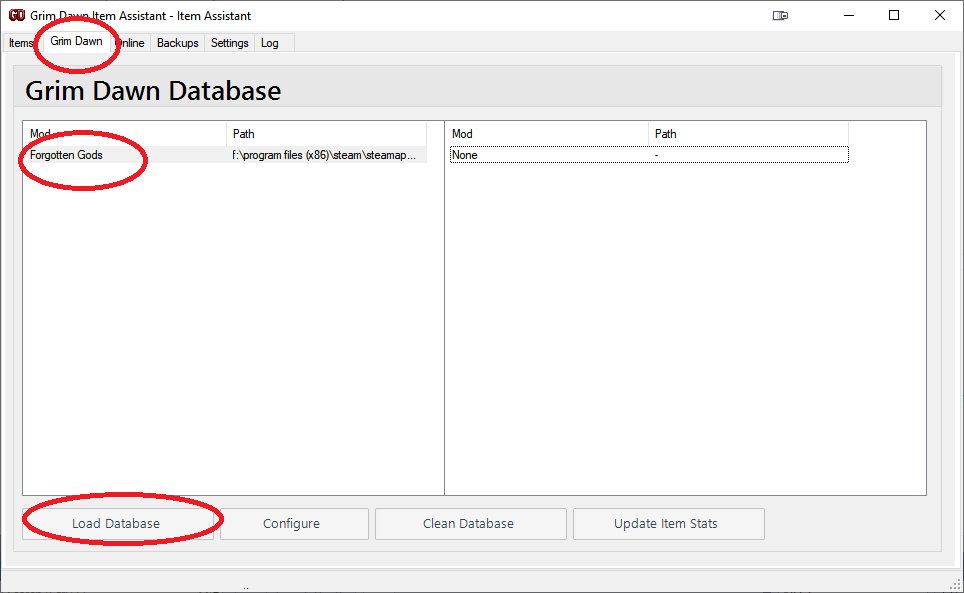 Grim Dawn Item Assistant - Item Assistant
Items Grim Dawn Online Backups Settings Log
Grim Dawn Database
Mod Path Mod Path
Forgotten Gods f:\program files (x86)\steam\steamap... None -
Load Database Configure Clean Database Update Item Stats